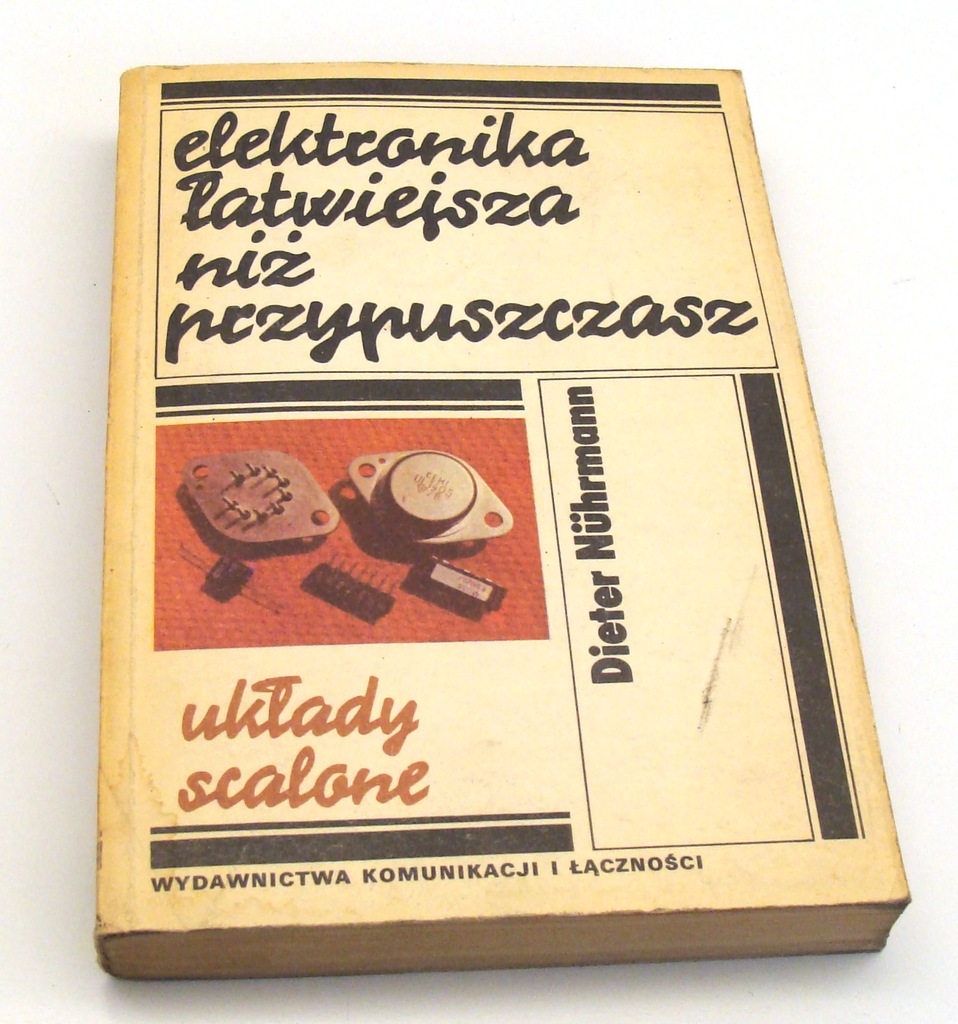 elektronika
łatwiejsza
niż
przypuszczasz
Dieter Nührmann
układy
scalone
WYDAWNICTWA KOMUNIKACJI I ŁĄCZNOŚCI